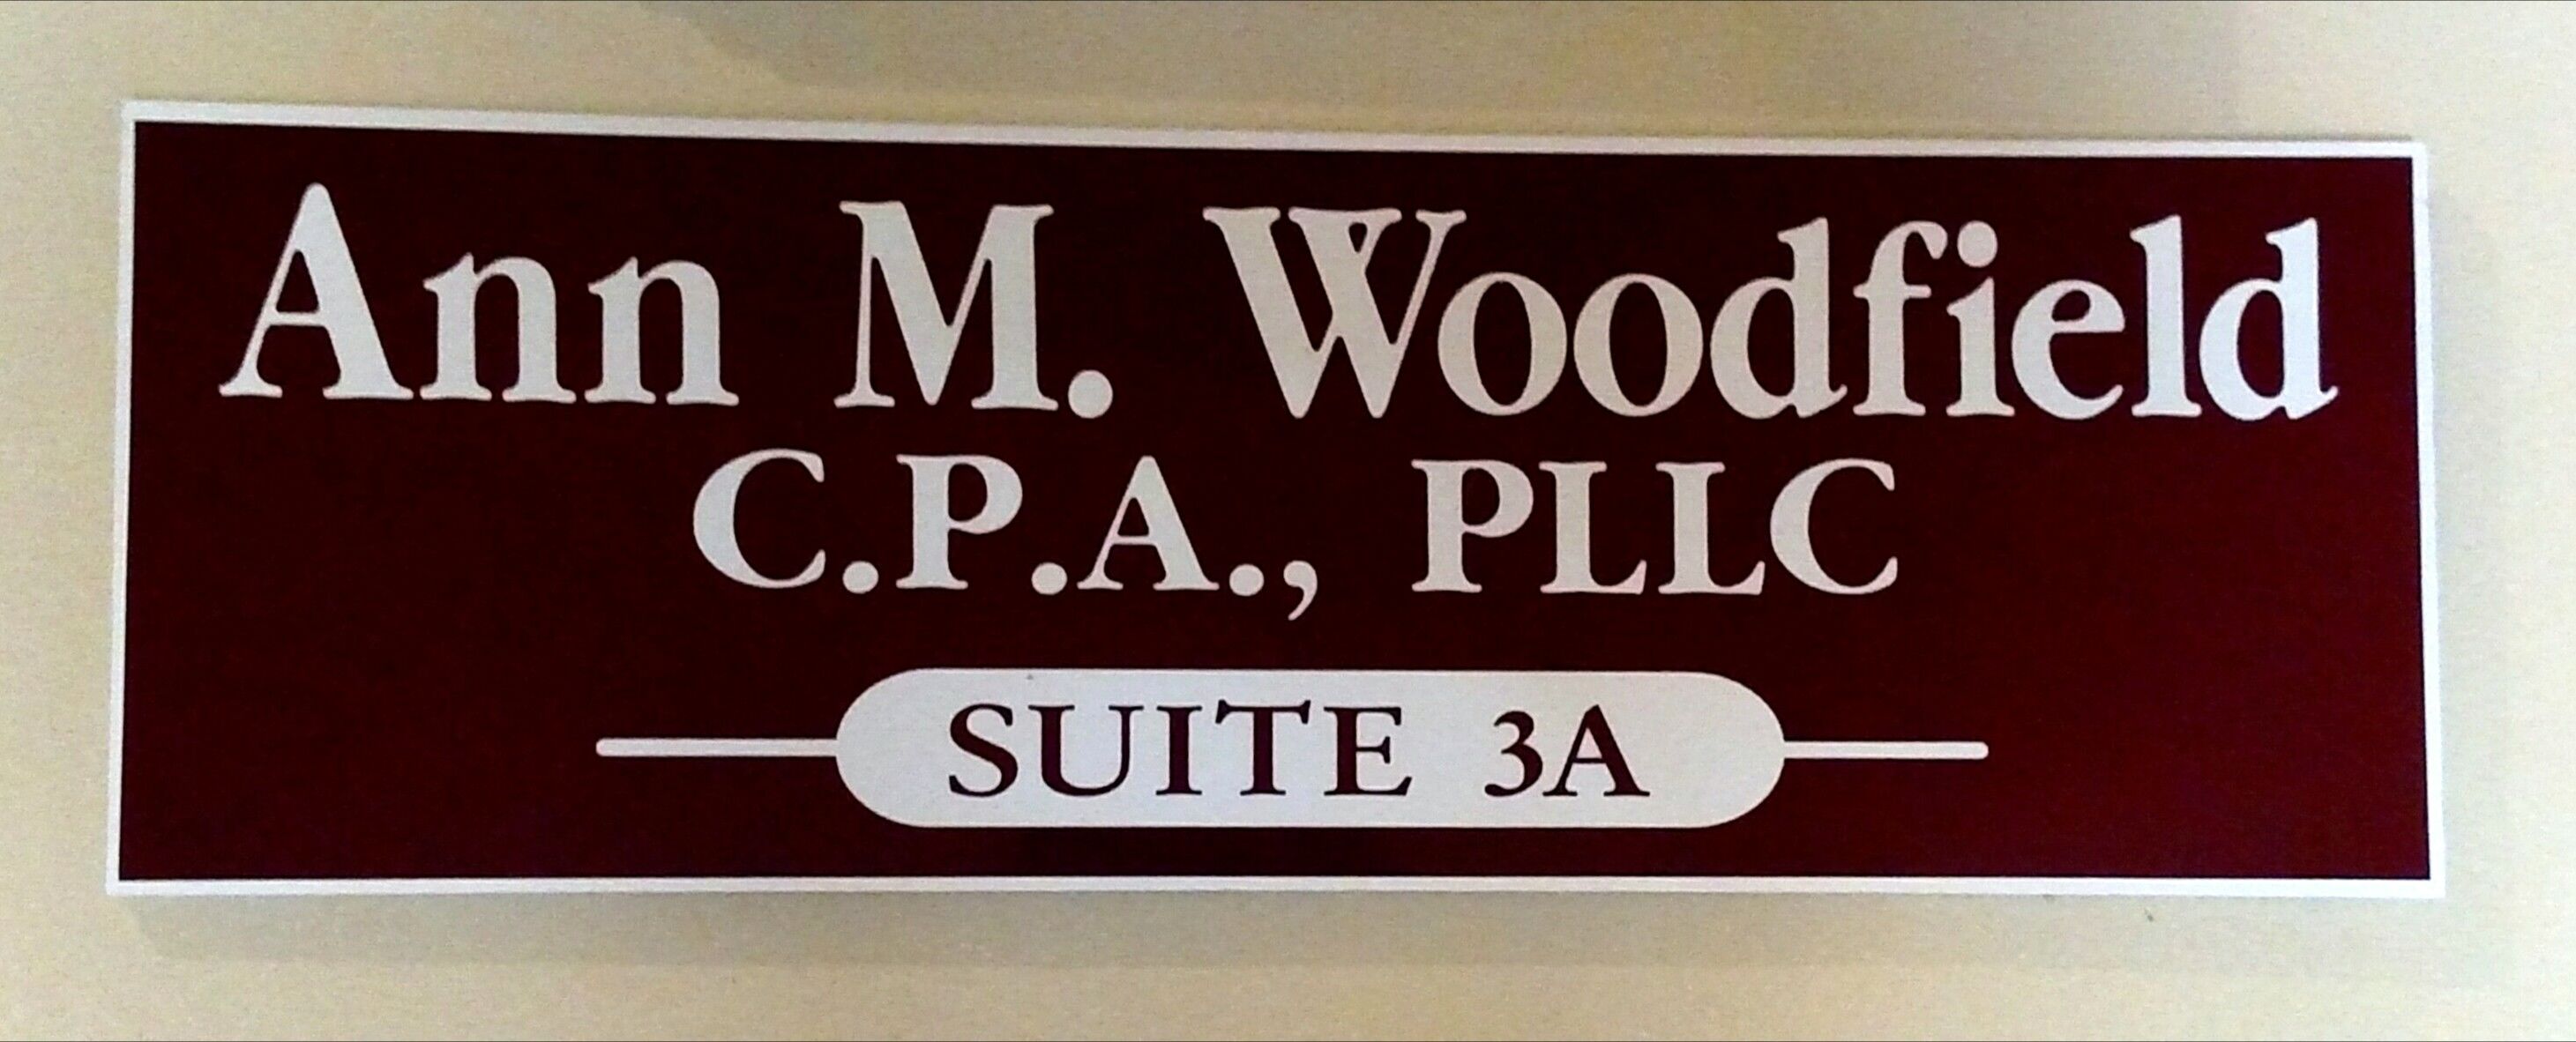 Ann M. Woodfield
C.P.A., PLLC
SUITE 3A